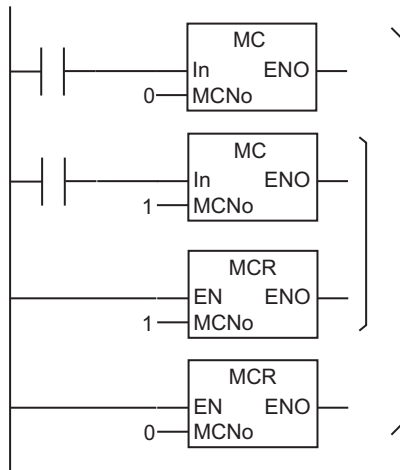 MC
In ENO
0 MCNo
MC
In ENO
1 MCNo
MCR
EN ENO
1 MCNo
MCR
EN ENO
0 MCNo